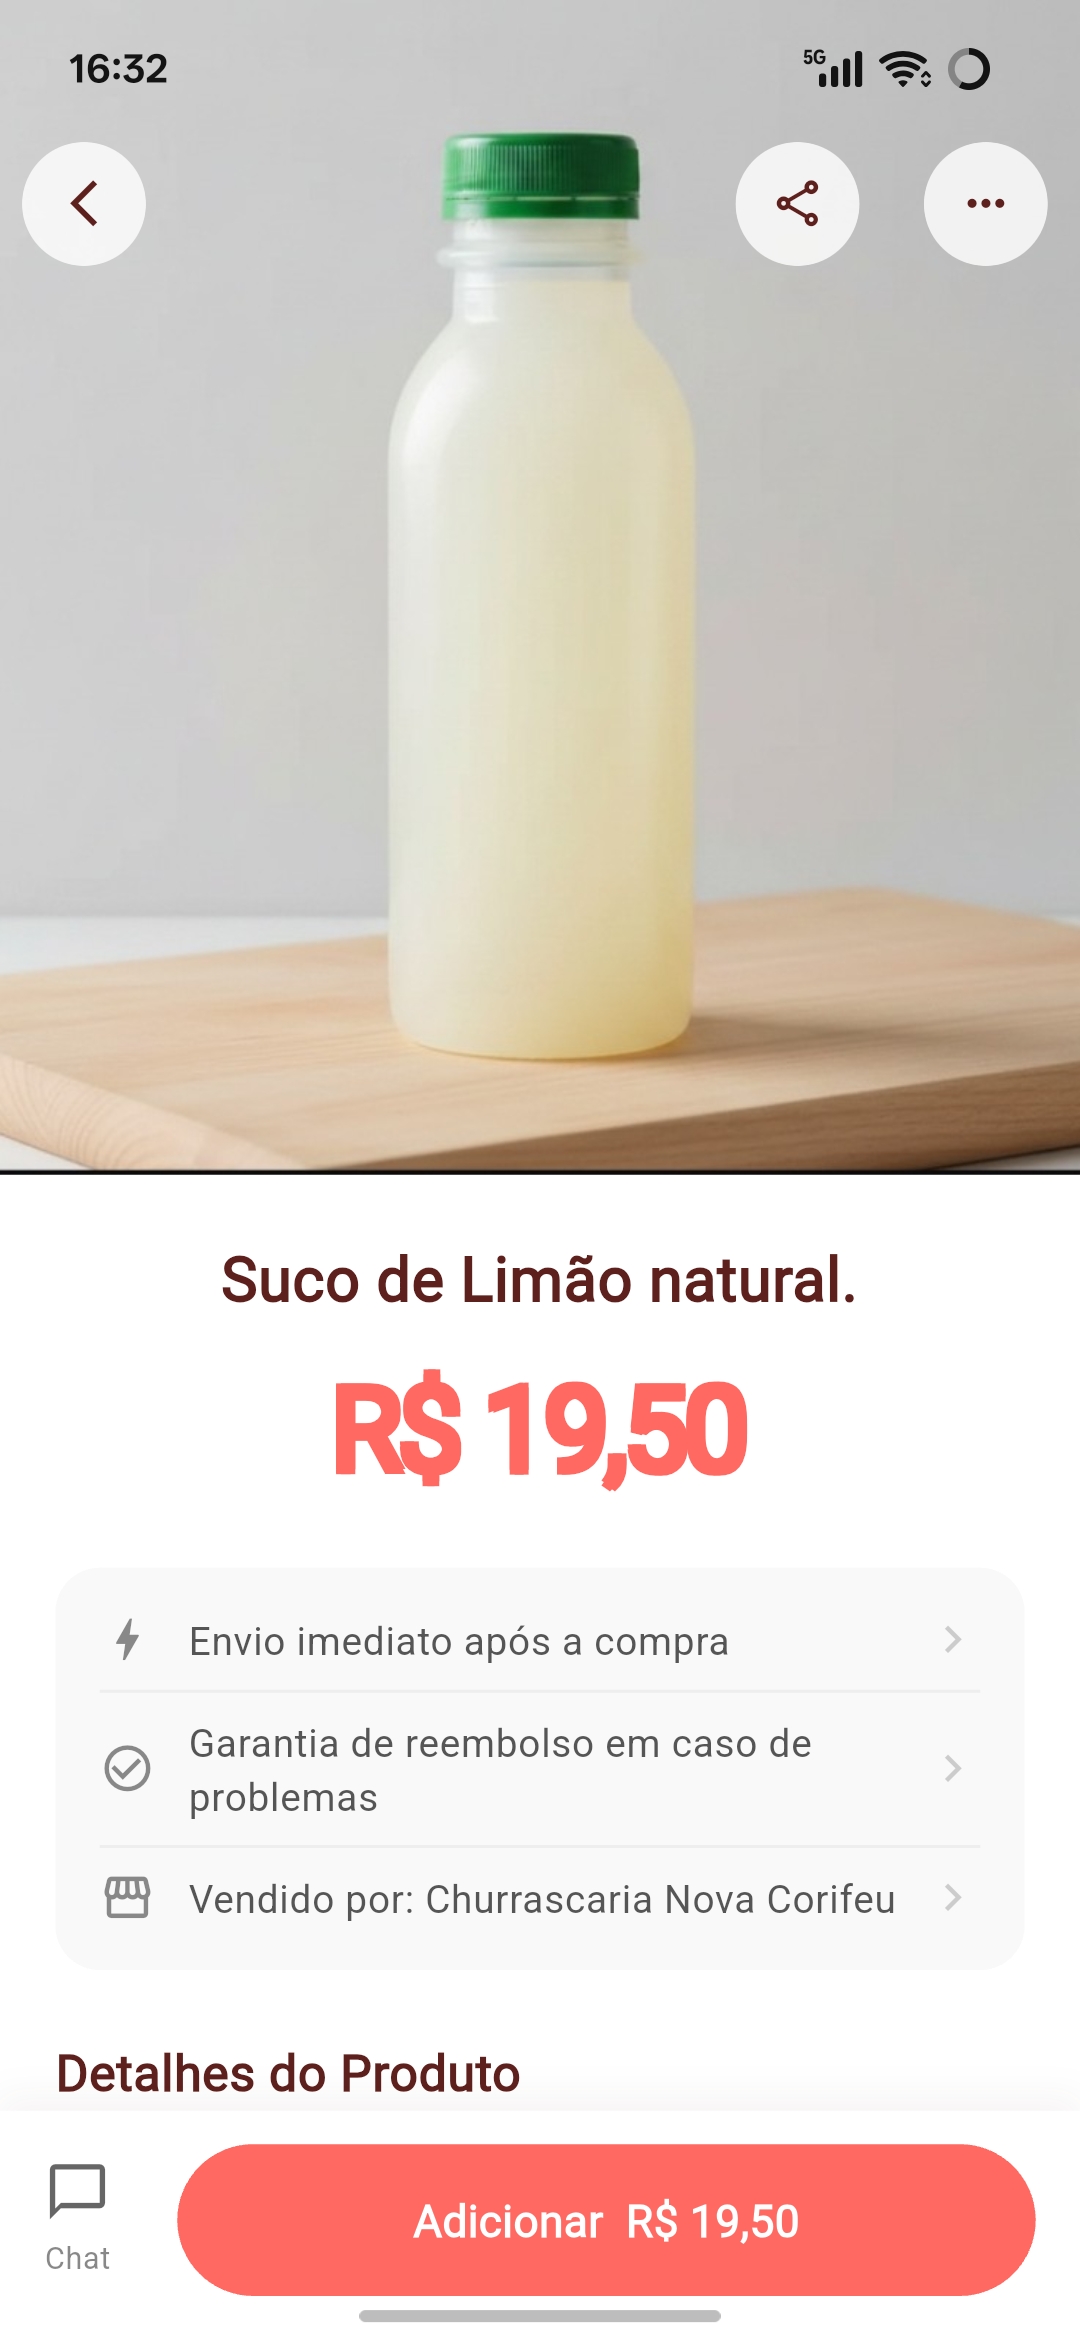 16:32
5G
Suco de Limão natural.
R$ 19,50
Envio imediato após a compra
Garantia de reembolso em caso de
problemas
Vendido por: Churrascaria Nova Corifeu
Detalhes do Produto
Chat
Adicionar R$ 19,50